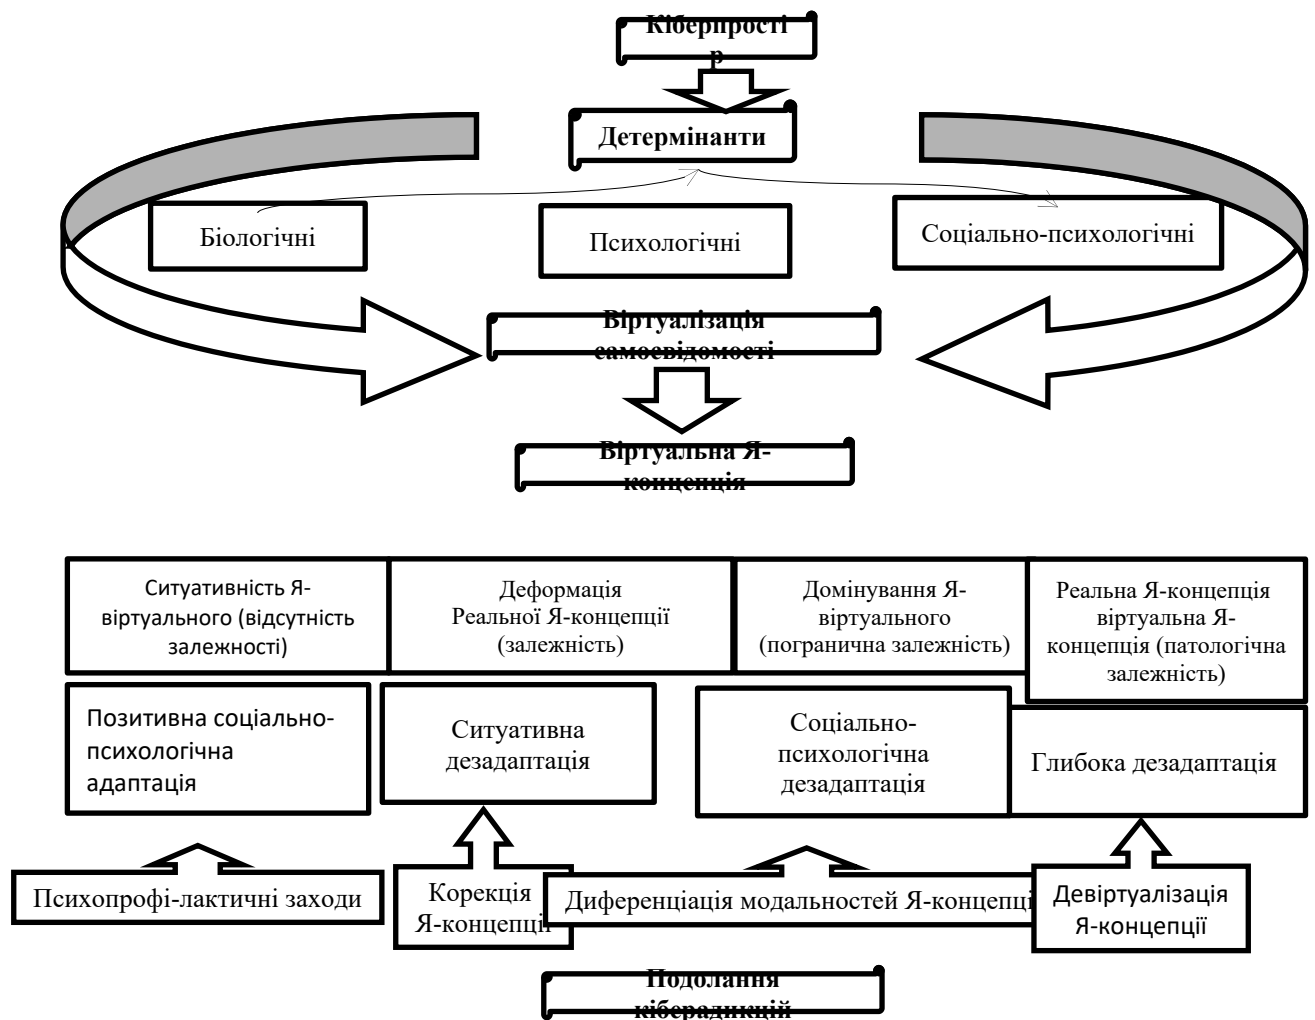 Кіберпрості
р
Детермінанти
Біологічні
Психологічні
Соціально-психологічні
Віртуалізація
самосвідомості
Віртуальна Я-
концепція
Ситуативність Я-
віртуального (відсутність
залежності)
Деформація
Реальної Я-концепції
(залежність)
Домінування Я-
віртуального
(погранична залежність)
Реальна Я-концепція
віртуальна Я-
концепція (патологічна
залежність)
Позитивна соціально-
психологічна
адаптація
Ситуативна
дезадаптація
Соціально-
психологічна
дезадаптація
Глибока дезадаптація
Психопрофі-лактичні заходи
Корекція
Я-концепції
Диференціація модальностей Я-концепці
Девіртуалізація
Я-концепції
Подолання
кіберадикцій